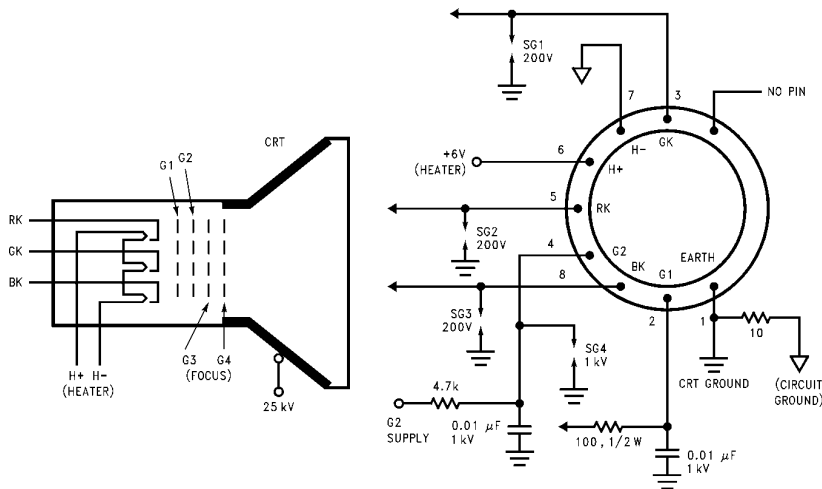 CRT
G1
G2
RK
GK
BK
H+
H-
(HEATER)
G3
(FOCUS)
G4
25 kV
SG1
200V
7
3
NO PIN
+6V
(HEATER)
6
H-
GK
H+
5
RK
SG2
200V
4
G2
BK
G1
EARTH
8
SG3
200V
2
1
10
SG4
1 kV
CRT GROUND
(CIRCUIT
GROUND)
4.7k
G2
SUPPLY
0.01 μF
1 kV
100, 1/2 W
0.01 μF
1 kV